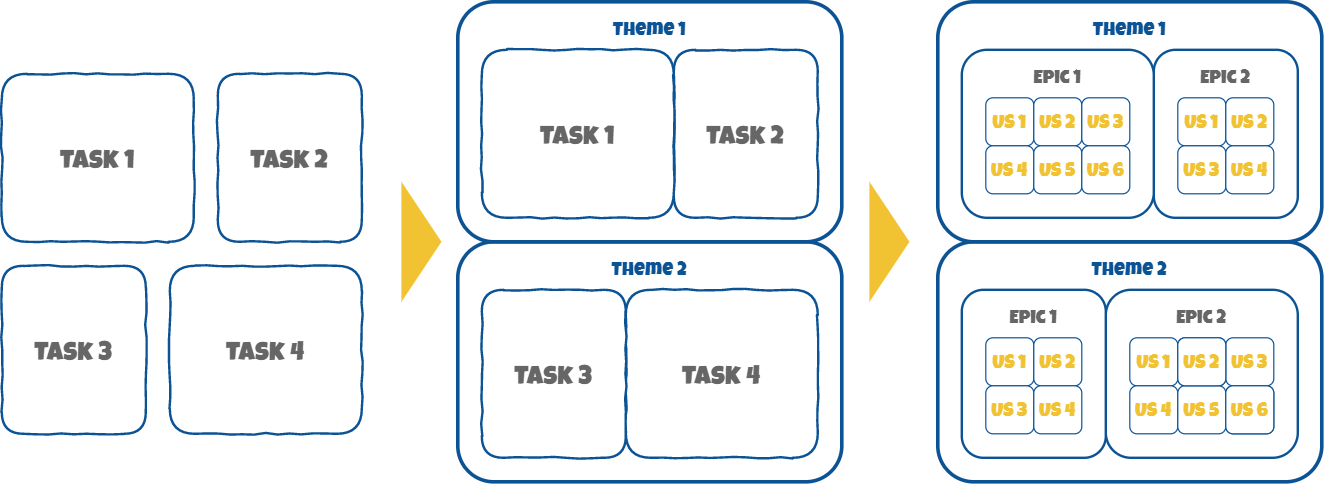 TASK 1
TASK 2
TASK 3
TASK 4
Theme 1
TASK 1
TASK 2
Theme 2
TASK 3
TASK 4
Theme 1
EPIC 1
US 1 US 2 US 3
US 4 US 5 US 6
EPIC 2
US 1 US 2
US 3 US 4
Theme 2
EPIC 1
US 1 US 2
US 3 US 4
EPIC 2
US 1 US 2 US 3
US 4 US 5 US 6